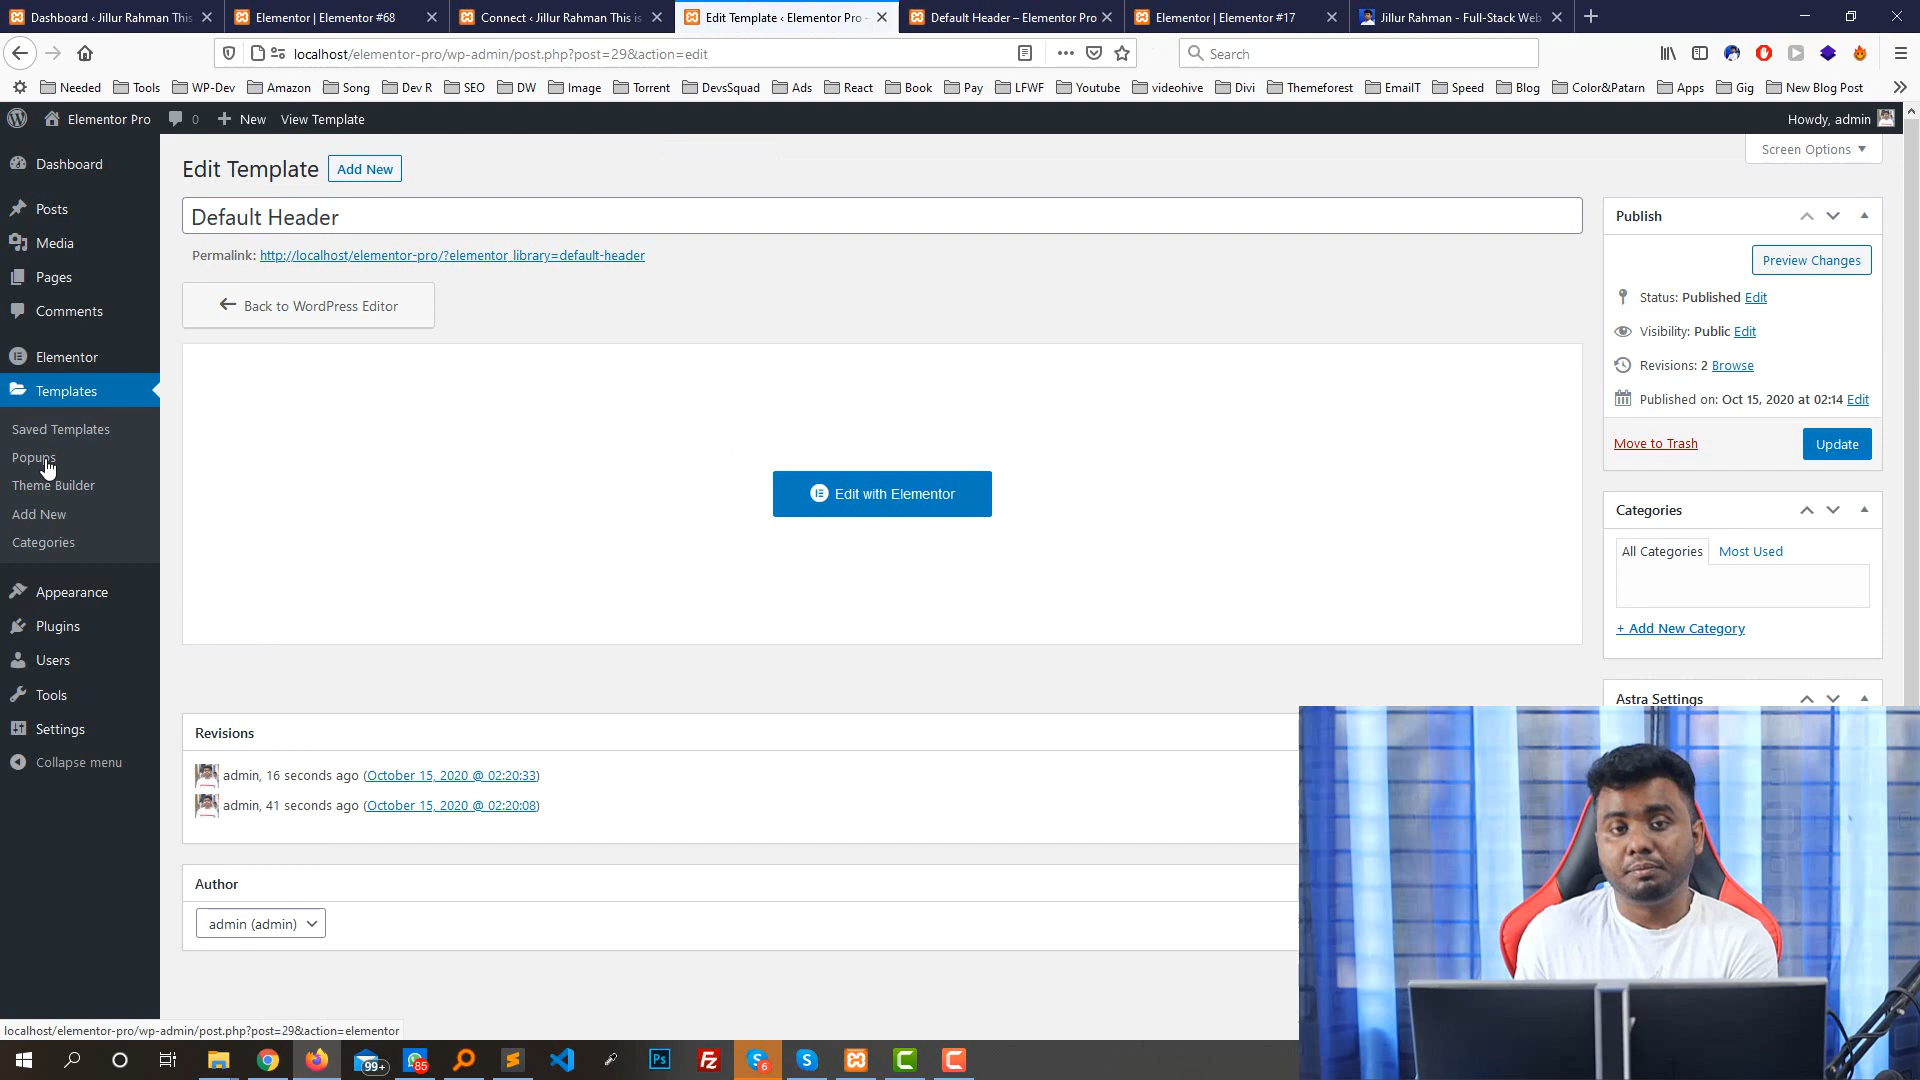 Dashboard ‹ Jillur Rahman This
Elementor | Elementor #68
Connect ‹ Jillur Rahman This is
Edit Template ‹ Elementor Pro
Default Header – Elementor Pro
Elementor | Elementor #17
Jillur Rahman - Full-Stack Web
localhost/elementor-pro/wp-admin/post.php?post=29&action=edit
Search
Needed
Tools
WP-Dev
Amazon
Song
Dev R
SEO
DW
Image
Torrent
DevsSquad
Ads
React
Book
Pay
LFWF
Youtube
videohive
Divi
Themeforest
EmailT
Speed
Blog
Color&Patarn
Apps
Gig
New Blog Post
Elementor Pro
0
New
View Template
Howdy, admin
Screen Options
Dashboard
Posts
Media
Pages
Comments
Elementor
Templates
Saved Templates
Popups
Theme Builder
Add New
Categories
Appearance
Plugins
Users
Tools
Settings
Collapse menu
Edit Template
Add New
Default Header
Permalink: http://localhost/elementor-pro/?elementor_library=default-header
Back to WordPress Editor
Edit with Elementor
Revisions
admin, 16 seconds ago (October 15, 2020 @ 02:20:33)
admin, 41 seconds ago (October 15, 2020 @ 02:20:08)
Author
admin (admin)
Publish
Preview Changes
Status: Published Edit
Visibility: Public Edit
Revisions: 2 Browse
Published on: Oct 15, 2020 at 02:14 Edit
Move to Trash
Update
Categories
All Categories
Most Used
+ Add New Category
Astra Settings
localhost/elementor-pro/wp-admin/post.php?post=29&action=elementor
99+
85
Ps
6